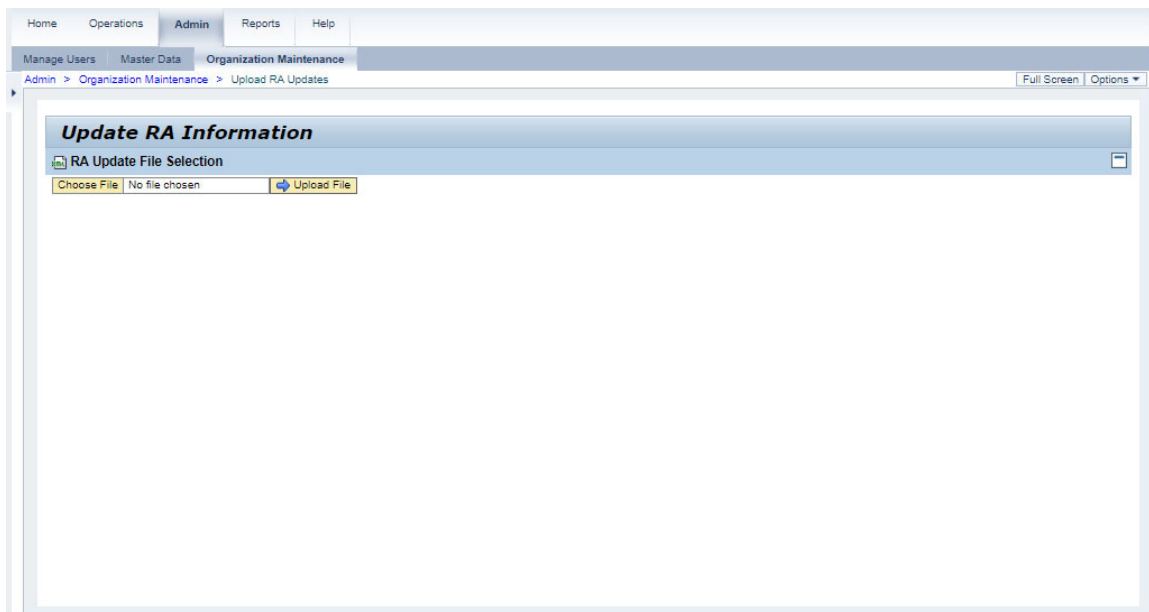 Home Operations Admin Reports Help
Manage Users Master Data Organization Maintenance
Admin > Organization Maintenance > Upload RA Updates Full Screen Options
Update RA Information
RA Update File Selection
Choose File No file chosen Upload File